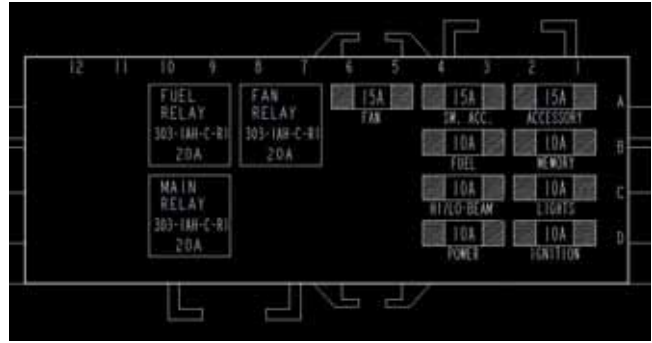 12 11 10 9 8 7 6 5 4 3 2 1
FUEL RELAY 303-1AH-C-R1 20A
FAN RELAY 303-1AH-C-R1 20A
15A FAN
15A SW. ACC.
15A ACCESSORY
A
10A FUEL
10A MEMORY
B
MAIN RELAY 303-1AH-C-R1 20A
10A HI/LO-BEAM
10A LIGHTS
C
10A POWER
10A IGNITION
D